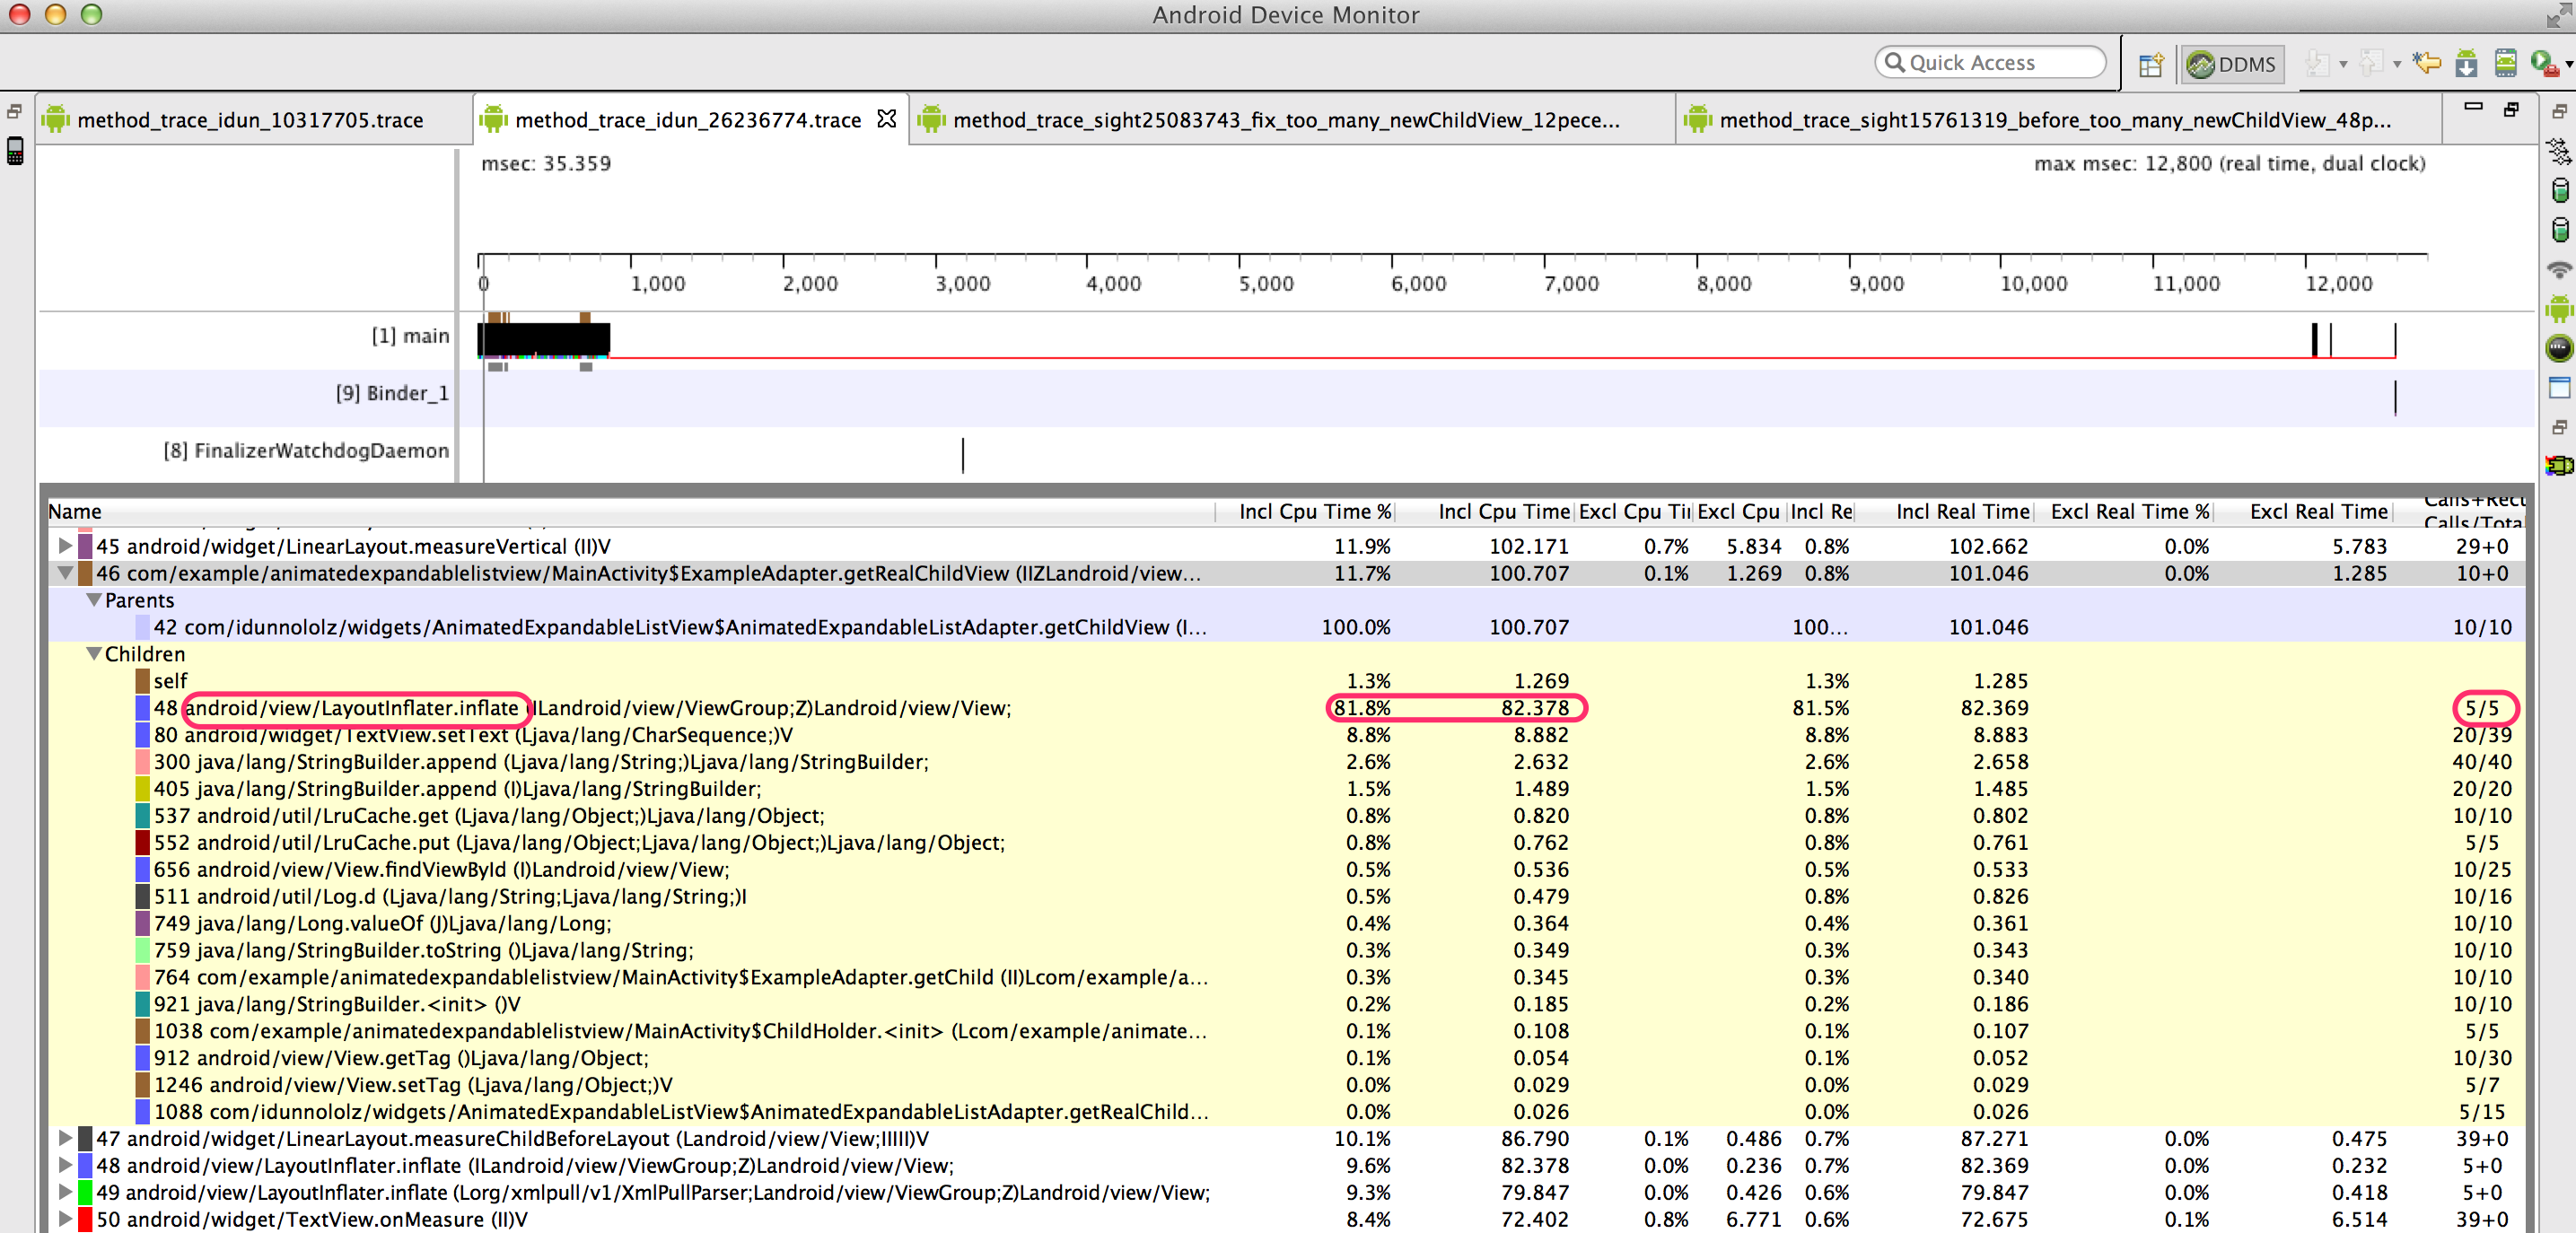 Android Device Monitor
Quick Access
DDMS
method_trace_idun_10317705.trace
method_trace_idun_26236774.trace
method_trace_sight25083743_fix_too_many_newChildView_12pece...
method_trace_sight15761319_before_too_many_newChildView_48p...
msec: 35.359
max msec: 12,800 (real time, dual clock)
0 1,000 2,000 3,000 4,000 5,000 6,000 7,000 8,000 9,000 10,000 11,000 12,000
[1] main
[9] Binder_1
[8] FinalizerWatchdogDaemon
Name Incl Cpu Time % Incl Cpu Time Excl Cpu Ti Excl Cpu Incl Re Incl Real Time Excl Real Time % Excl Real Time Calls+Rec Calls/Tota
45 android/widget/LinearLayout.measureVertical (II)V 11.9% 102.171 0.7% 5.834 0.8% 102.662 0.0% 5.783 29+0
46 com/example/animatedexpandablelistview/MainActivity$ExampleAdapter.getRealChildView (IIZLandroid/view... 11.7% 100.707 0.1% 1.269 0.8% 101.046 0.0% 1.285 10+0
Parents
42 com/idunnololz/widgets/AnimatedExpandableListView$AnimatedExpandableListAdapter.getChildView (I... 100.0% 100.707 100... 101.046 10/10
Children
self 1.3% 1.269 1.3% 1.285
48 android/view/LayoutInflater.inflate (ILandroid/view/ViewGroup;Z)Landroid/view/View; 81.8% 82.378 81.5% 82.369 5/5
80 android/widget/TextView.setText (Ljava/lang/CharSequence;)V 8.8% 8.882 8.8% 8.883 20/39
300 java/lang/StringBuilder.append (Ljava/lang/String;)Ljava/lang/StringBuilder; 2.6% 2.632 2.6% 2.658 40/40
405 java/lang/StringBuilder.append (I)Ljava/lang/StringBuilder; 1.5% 1.489 1.5% 1.485 20/20
537 android/util/LruCache.get (Ljava/lang/Object;)Ljava/lang/Object; 0.8% 0.820 0.8% 0.802 10/10
552 android/util/LruCache.put (Ljava/lang/Object;Ljava/lang/Object;)Ljava/lang/Object; 0.8% 0.762 0.8% 0.761 5/5
656 android/view/View.findViewById (I)Landroid/view/View; 0.5% 0.536 0.5% 0.533 10/25
511 android/util/Log.d (Ljava/lang/String;Ljava/lang/String;)I 0.5% 0.479 0.8% 0.826 10/16
749 java/lang/Long.valueOf (J)Ljava/lang/Long; 0.4% 0.364 0.4% 0.361 10/10
759 java/lang/StringBuilder.toString ()Ljava/lang/String; 0.3% 0.349 0.3% 0.343 10/10
764 com/example/animatedexpandablelistview/MainActivity$ExampleAdapter.getChild (II)Lcom/example/a... 0.3% 0.345 0.3% 0.340 10/10
921 java/lang/StringBuilder.<init> ()V 0.2% 0.185 0.2% 0.186 10/10
1038 com/example/animatedexpandablelistview/MainActivity$ChildHolder.<init> (Lcom/example/animate... 0.1% 0.108 0.1% 0.107 5/5
912 android/view/View.getTag ()Ljava/lang/Object; 0.1% 0.054 0.1% 0.052 10/30
1246 android/view/View.setTag (Ljava/lang/Object;)V 0.0% 0.029 0.0% 0.029 5/7
1088 com/idunnololz/widgets/AnimatedExpandableListView$AnimatedExpandableListAdapter.getRealChild... 0.0% 0.026 0.0% 0.026 5/15
47 android/widget/LinearLayout.measureChildBeforeLayout (Landroid/view/View;IIIII)V 10.1% 86.790 0.1% 0.486 0.7% 87.271 0.0% 0.475 39+0
48 android/view/LayoutInflater.inflate (ILandroid/view/ViewGroup;Z)Landroid/view/View; 9.6% 82.378 0.0% 0.236 0.7% 82.369 0.0% 0.232 5+0
49 android/view/LayoutInflater.inflate (Lorg/xmlpull/v1/XmlPullParser;Landroid/view/ViewGroup;Z)Landroid/view/View; 9.3% 79.847 0.0% 0.426 0.6% 79.847 0.0% 0.418 5+0
50 android/widget/TextView.onMeasure (II)V 8.4% 72.402 0.8% 6.771 0.6% 72.675 0.1% 6.514 39+0